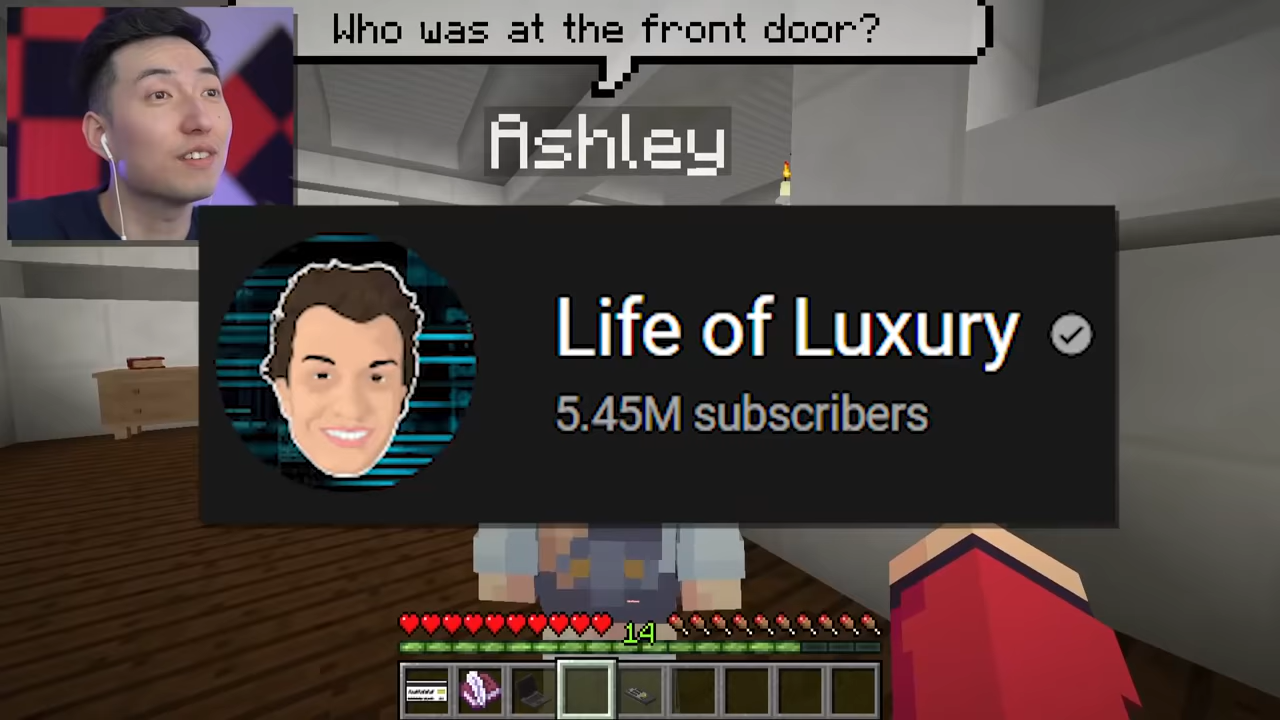 Who was at the front door?
Ashley
Life of Luxury
5.45M subscribers
14